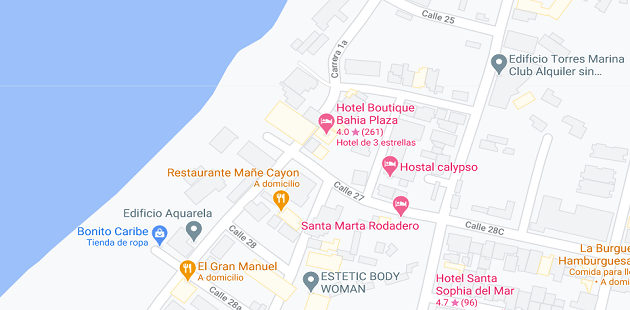 Calle 25
Carrera 1a
Edificio Torres Marina
Club Alquiler sin...
Hotel Boutique
Bahia Plaza
4.0 ★ (261)
Hotel de 3 estrellas
Restaurante Mañe Cayon
A domicilio
Hostal calypso
Calle 27
Edificio Aquarela
Santa Marta Rodadero
Bonito Caribe
Tienda de ropa
Calle 28
Calle 28C
La Burgue
Hamburguesa
Comida para ll
• A domi
El Gran Manuel
A domicilio
ESTETIC BODY
WOMAN
Hotel Santa
Sophia del Mar
4.7 ★ (96)
Calle 28a